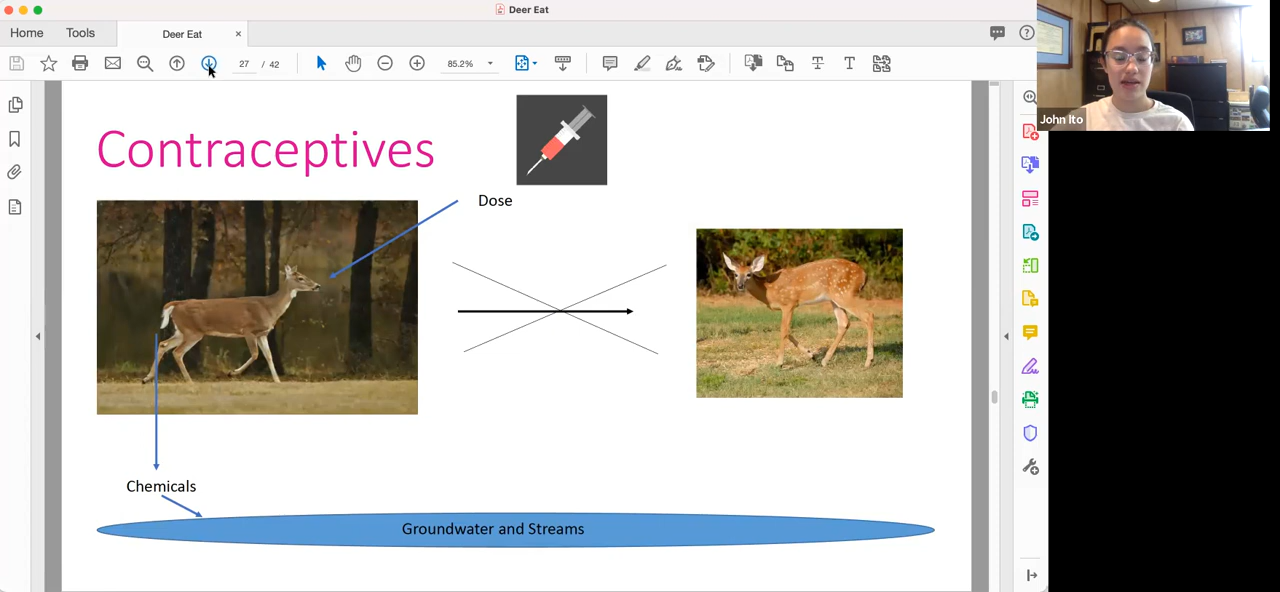 Deer Eat
Home
Tools
Deer Eat
27 / 42
85.2%
John Ito
Contraceptives
Dose
Chemicals
Groundwater and Streams